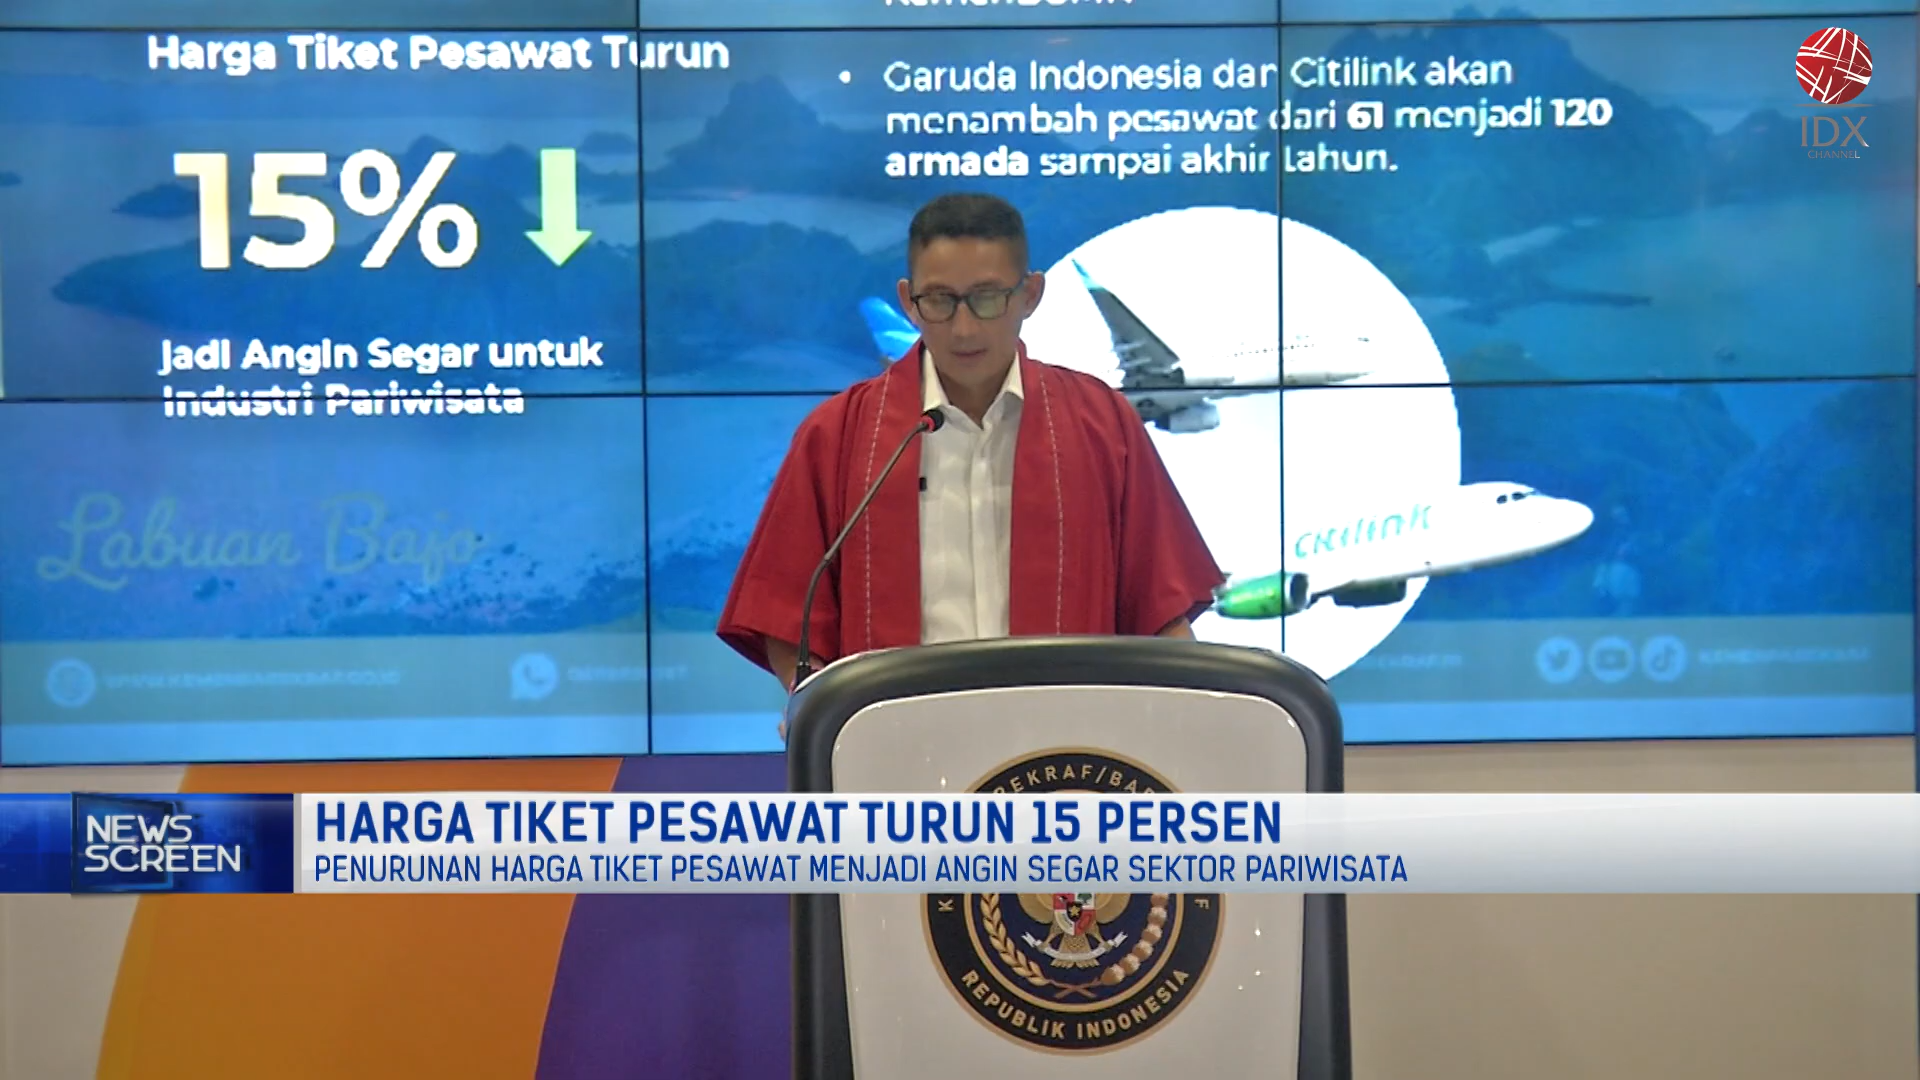 Harga Tiket Pesawat Turun
15%
Jadi Angin Segar untuk
Industri Pariwisata
Garuda Indonesia dan Citilink akan
menambah pesawat dari 61 menjadi 120
armada sampai akhir tahun.
IDX
CHANNEL
Labuan Bajo
citilink
NEWS
SCREEN
HARGA TIKET PESAWAT TURUN 15 PERSEN
PENURUNAN HARGA TIKET PESAWAT MENJADI ANGIN SEGAR SEKTOR PARIWISATA
REPUBLIK INDONESIA